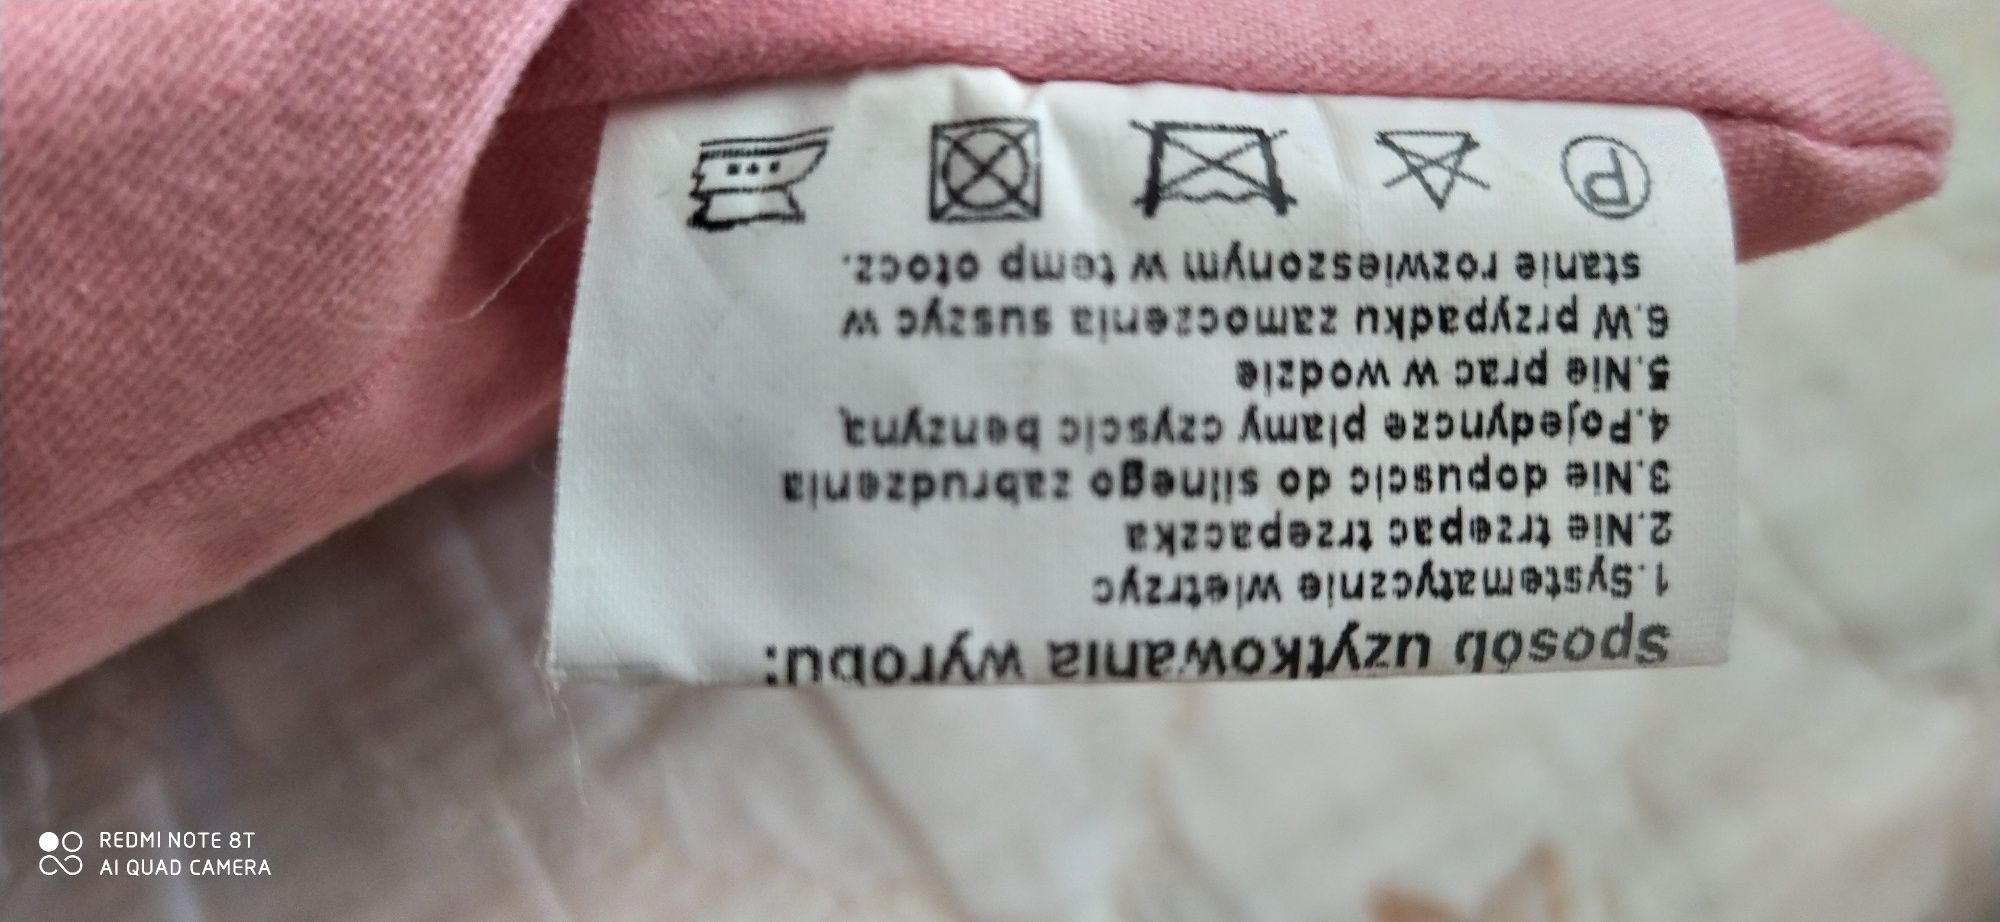 sposób użytkowania wyrobu:
1.Systematycznie wietrzyc
2.Nie trzepac trzepaczka
3.Nie dopuscic do silnego zabrudzenia
4.Pojedyncze plamy czyscic benzyną
5.Nie prac w wodzie
6.W przypadku zamoczenia suszyc w
stanie rozwieszonym w temp otocz.
P
REDMI NOTE 8T
AI QUAD CAMERA